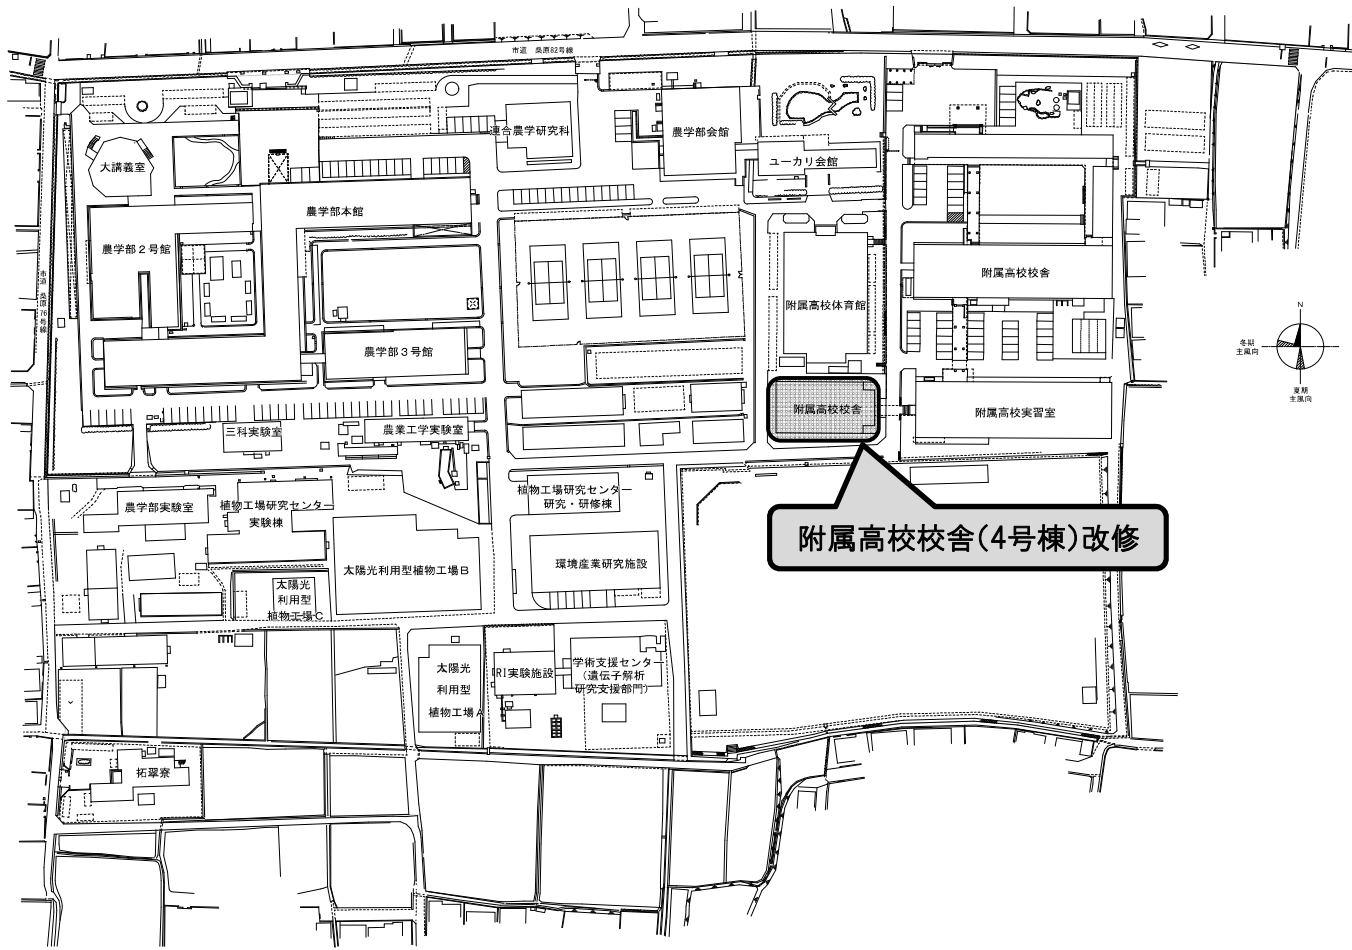 市道　桑原82号線
連合農学研究科
農学部会館
大講義室
ユーカリ会館
農学部本館
農学部２号館
市道 桑原76号線
附属高校校舎
附属高校体育館
N
冬期
主風向
農学部３号館
夏期
主風向
附属高校校舎
附属高校実習室
三科実験室
農業工学実験室
植物工場研究センター
研究・研修棟
農学部実験室
植物工場研究センター
実験棟
附属高校校舎(4号棟)改修
環境産業研究施設
太陽光利用型植物工場Ｂ
太陽光
利用型
植物工場Ｃ
太陽光
利用型
植物工場Ａ
RI実験施設
学術支援センター
(遺伝子解析
研究支援部門)
拓翠寮